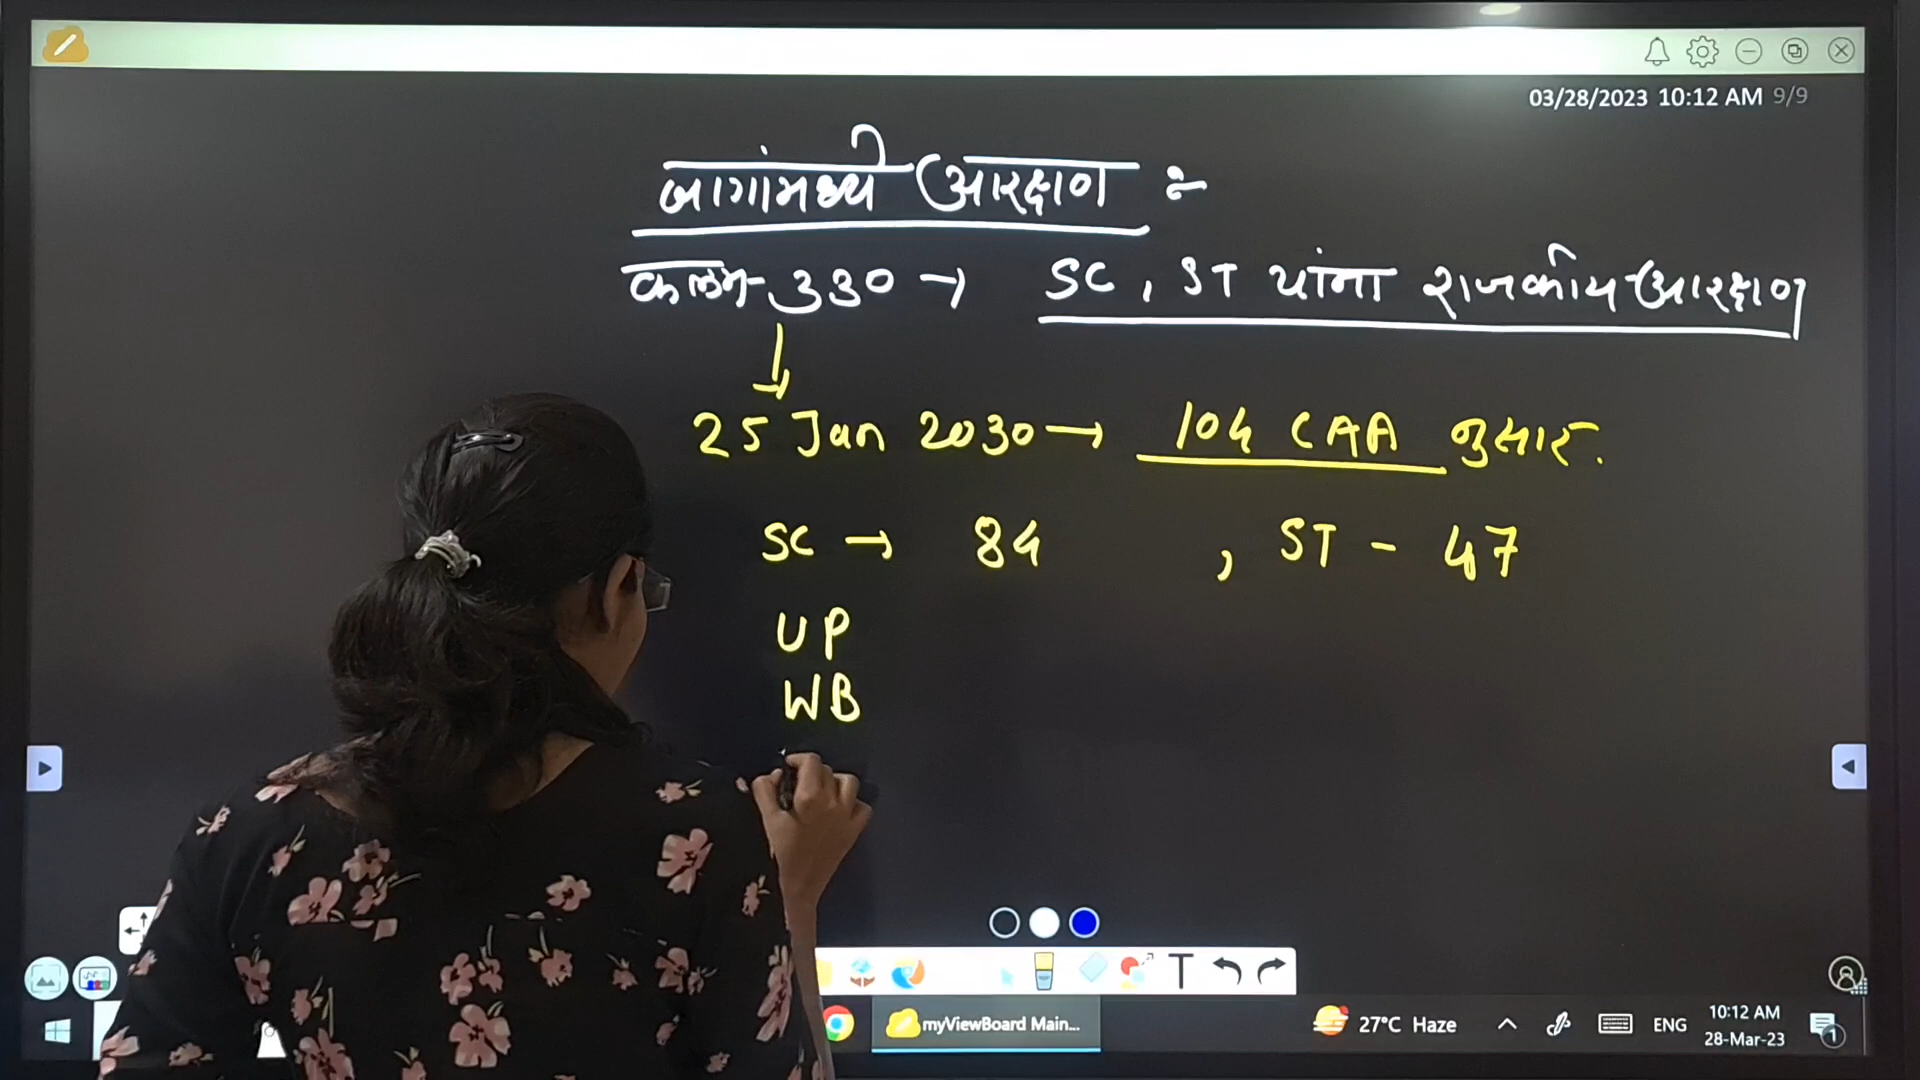 03/28/2023 10:12 AM 9/9
जागांमध्ये आरक्षण :-
कलम-330 → SC, ST यांना राजकीय आरक्षण
25 Jan 2030 → 104 CAA नुसार.
SC → 84 , ST - 47
UP
WB
T
myViewBoard Main...
27°C Haze
ENG
10:12 AM
28-Mar-23
1